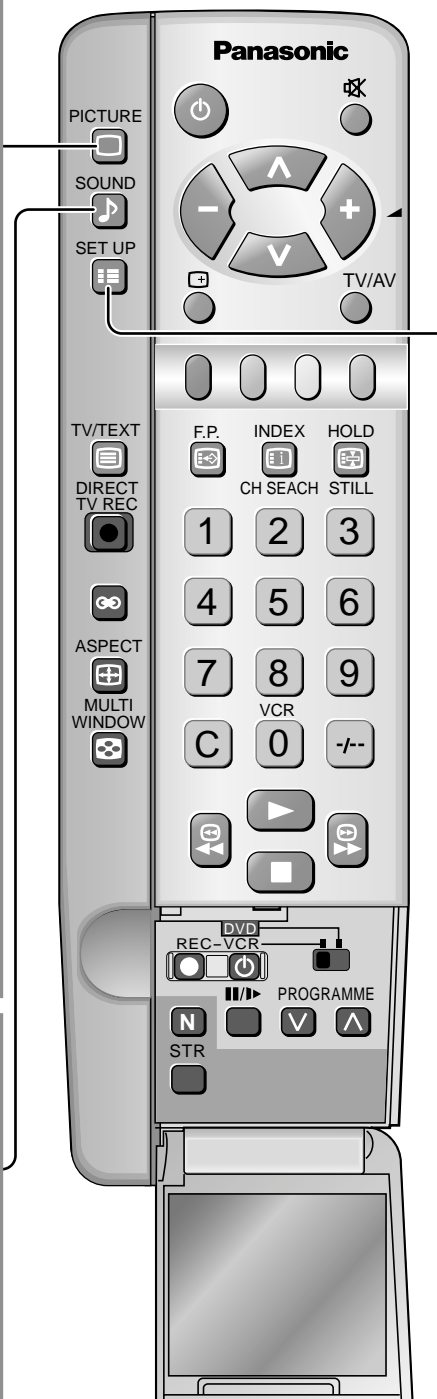 Panasonic
PICTURE
SOUND
SET UP
TV/AV
TV/TEXT
F.P.
INDEX
HOLD
DIRECT
TV REC
CH SEACH
STILL
1 2 3
4 5 6
ASPECT
7 8 9
MULTI
WINDOW
VCR
C 0 -/--
DVD
REC-VCR
PROGRAMME
N
STR